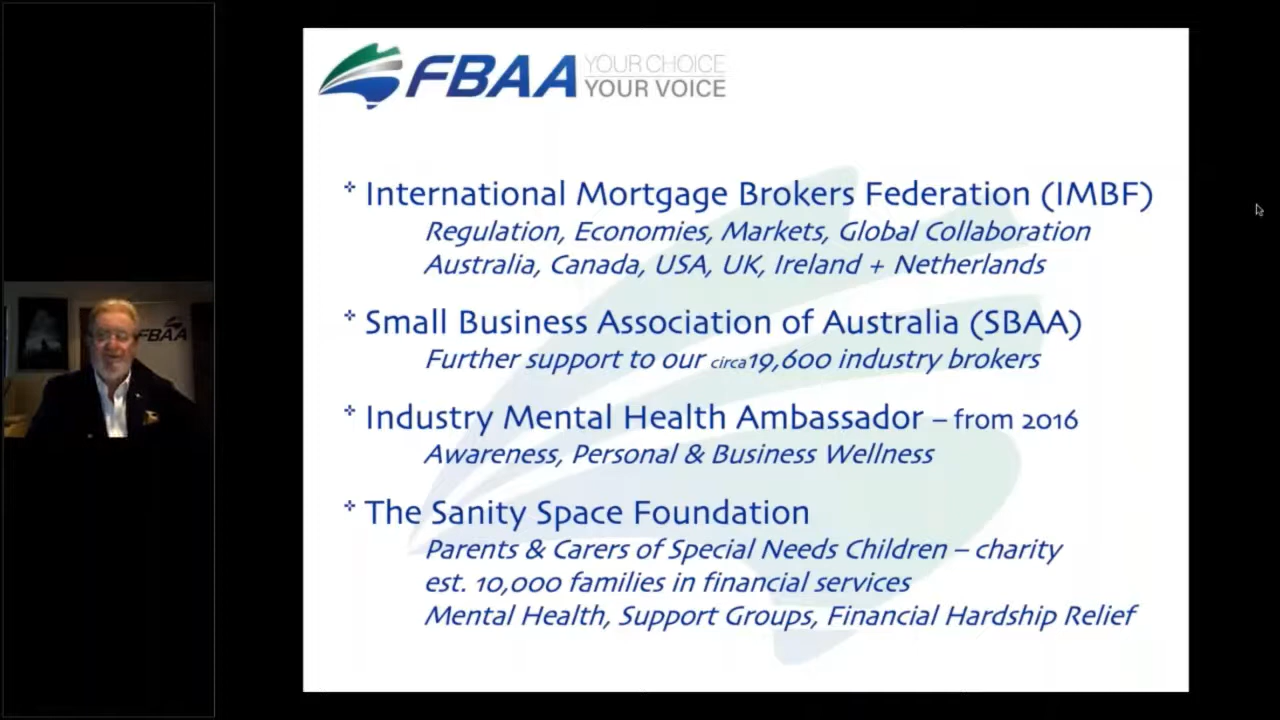 FBAA YOUR CHOICE
YOUR VOICE
International Mortgage Brokers Federation (IMBF)
Regulation, Economies, Markets, Global Collaboration
Australia, Canada, USA, UK, Ireland + Netherlands
Small Business Association of Australia (SBAA)
Further support to our circa19,600 industry brokers
Industry Mental Health Ambassador – from 2016
Awareness, Personal & Business Wellness
The Sanity Space Foundation
Parents & Carers of Special Needs Children – charity
est. 10,000 families in financial services
Mental Health, Support Groups, Financial Hardship Relief
FBAA